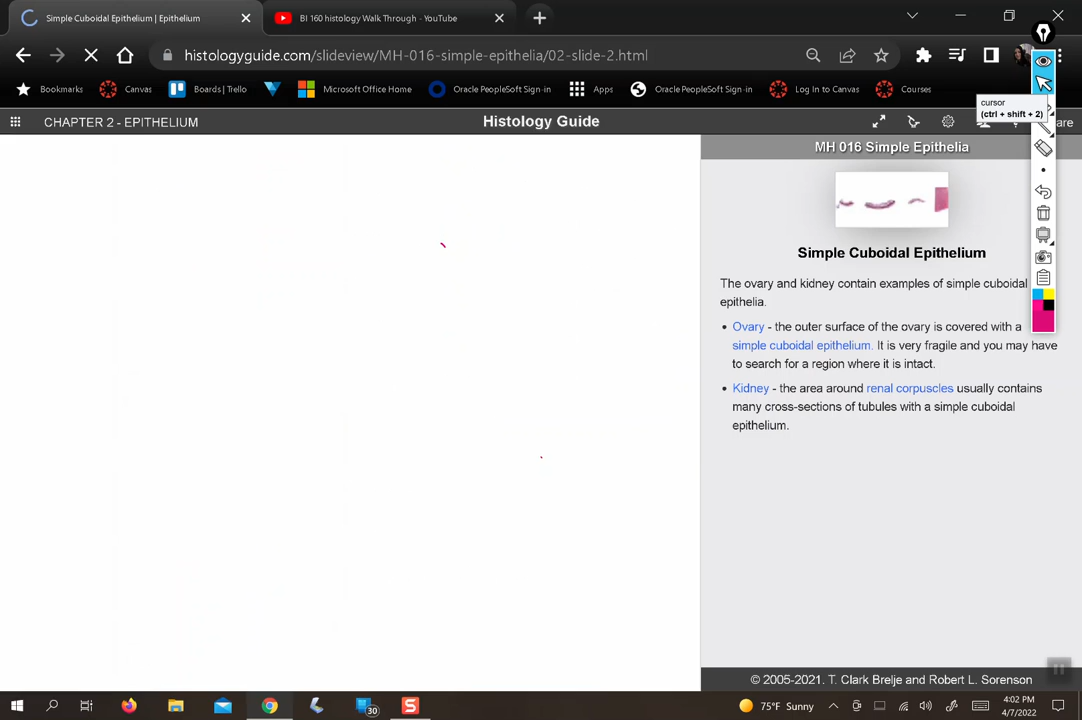 Simple Cuboidal Epithelium | Epithelium
BI 160 histology Walk Through - YouTube
histologyguide.com/slideview/MH-016-simple-epithelia/02-slide-2.html
Bookmarks
Canvas
Boards | Trello
Microsoft Office Home
Oracle PeopleSoft Sign-in
Apps
Oracle PeopleSoft Sign-in
Log In to Canvas
Courses
cursor
(ctrl + shift + 2)
CHAPTER 2 - EPITHELIUM
Histology Guide
MH 016 Simple Epithelia
Simple Cuboidal Epithelium
The ovary and kidney contain examples of simple cuboidal
epithelia.
• Ovary - the outer surface of the ovary is covered with a
simple cuboidal epithelium. It is very fragile and you may have
to search for a region where it is intact.
• Kidney - the area around renal corpuscles usually contains
many cross-sections of tubules with a simple cuboidal
epithelium.
© 2005-2021. T. Clark Brelje and Robert L. Sorenson
30
75°F Sunny
4:02 PM
4/7/2022